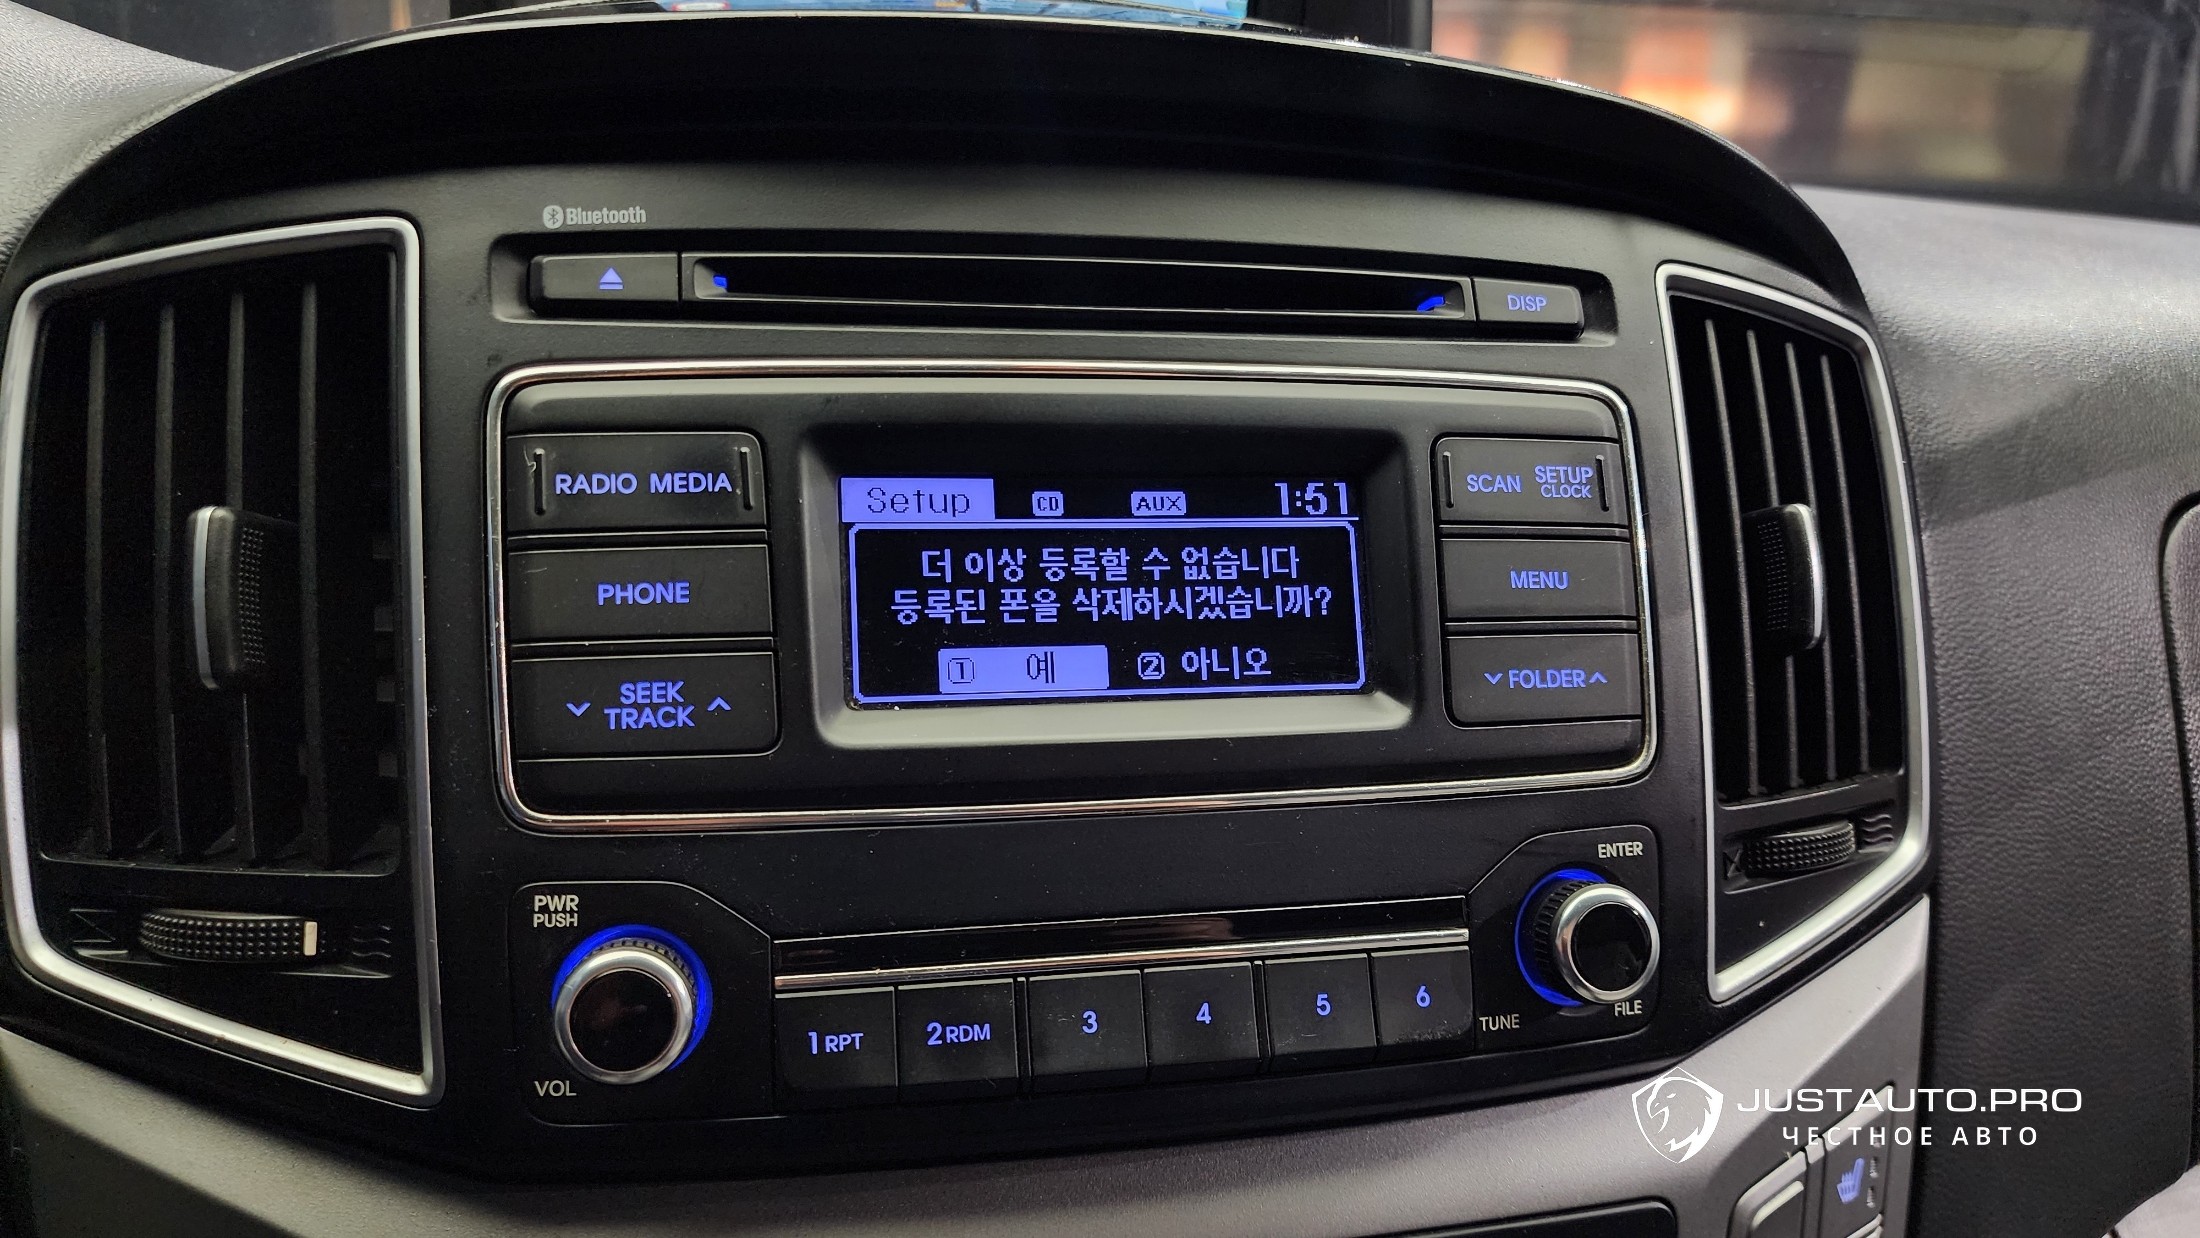 Bluetooth
DISP
RADIO MEDIA
SCAN SETUP CLOCK
PHONE
MENU
SEEK TRACK
FOLDER
Setup CD AUX 1:51
더 이상 등록할 수 없습니다
등록된 폰을 삭제하시겠습니까?
1 예 2 아니오
PWR
PUSH
VOL
1 RPT 2 RDM 3 4 5 6
ENTER
TUNE
FILE
JUSTAUTO.PRO
ЧЕСТНОЕ АВТО